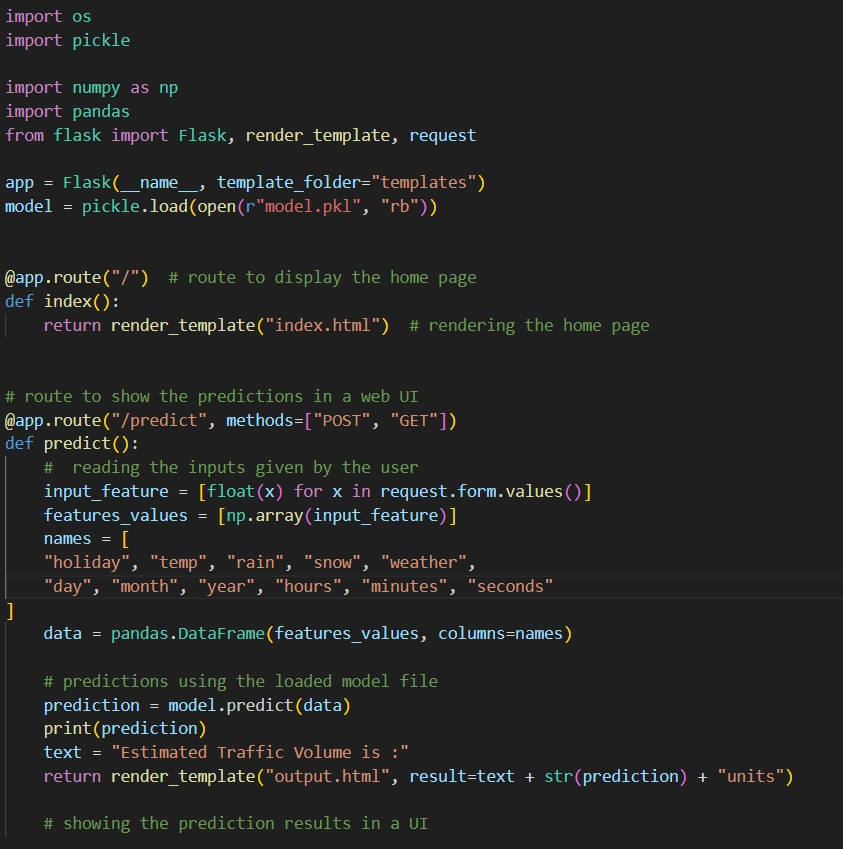 import os
import pickle

import numpy as np
import pandas
from flask import Flask, render_template, request

app = Flask(__name__, template_folder="templates")
model = pickle.load(open(r"model.pkl", "rb"))


@app.route("/")  # route to display the home page
def index():
    return render_template("index.html")  # rendering the home page


# route to show the predictions in a web UI
@app.route("/predict", methods=["POST", "GET"])
def predict():
    #  reading the inputs given by the user
    input_feature = [float(x) for x in request.form.values()]
    features_values = [np.array(input_feature)]
    names = [
    "holiday", "temp", "rain", "snow", "weather",
    "day", "month", "year", "hours", "minutes", "seconds"
]
    data = pandas.DataFrame(features_values, columns=names)

    # predictions using the loaded model file
    prediction = model.predict(data)
    print(prediction)
    text = "Estimated Traffic Volume is :"
    return render_template("output.html", result=text + str(prediction) + "units")

    # showing the prediction results in a UI